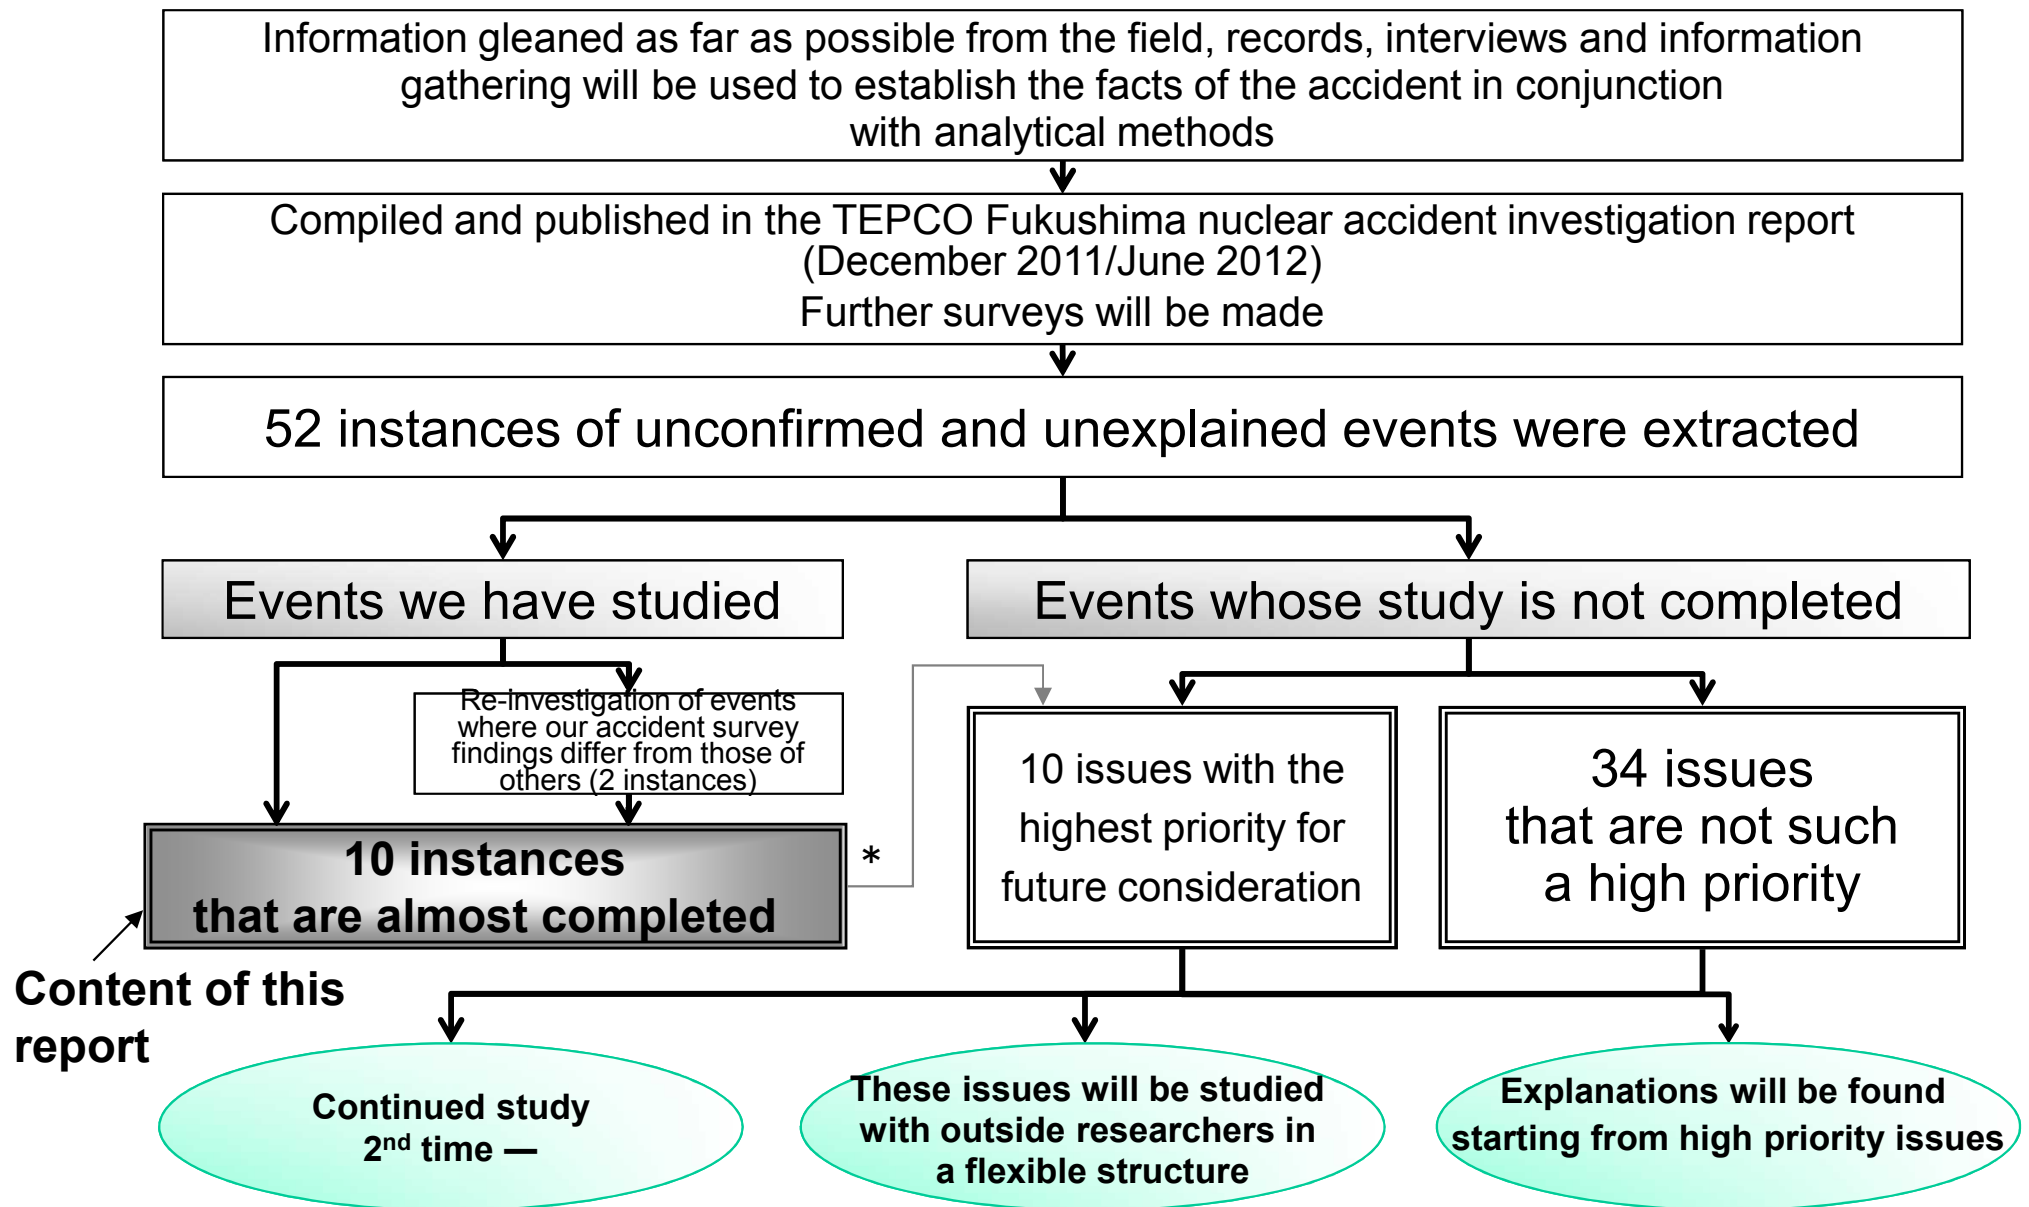 Information gleaned as far as possible from the field, records, interviews and information
gathering will be used to establish the facts of the accident in conjunction
with analytical methods
Compiled and published in the TEPCO Fukushima nuclear accident investigation report
(December 2011/June 2012)
Further surveys will be made
52 instances of unconfirmed and unexplained events were extracted
Events we have studied
Events whose study is not completed
Re-investigation of events
where our accident survey
findings differ from those of
others (2 instances)
10 instances
that are almost completed
*
10 issues with the
highest priority for
future consideration
34 issues
that are not such
a high priority
Content of this
report
Continued study
2nd time —
These issues will be studied
with outside researchers in
a flexible structure
Explanations will be found
starting from high priority issues